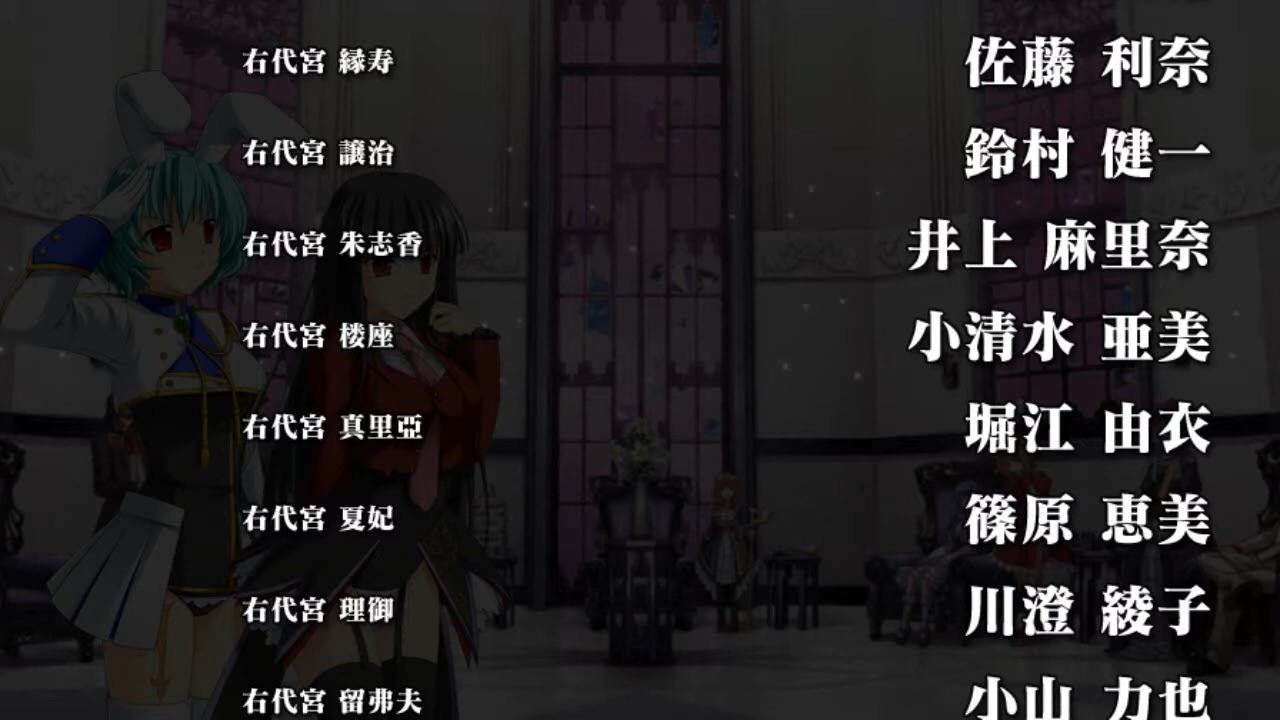 右代宮 縁寿 佐藤 利奈
右代宮 譲治 鈴村 健一
右代宮 朱志香 井上 麻里奈
右代宮 楼座 小清水 亜美
右代宮 真里亞 堀江 由衣
右代宮 夏妃 篠原 恵美
右代宮 理御 川澄 綾子
右代宮 留弗夫 小山 力也